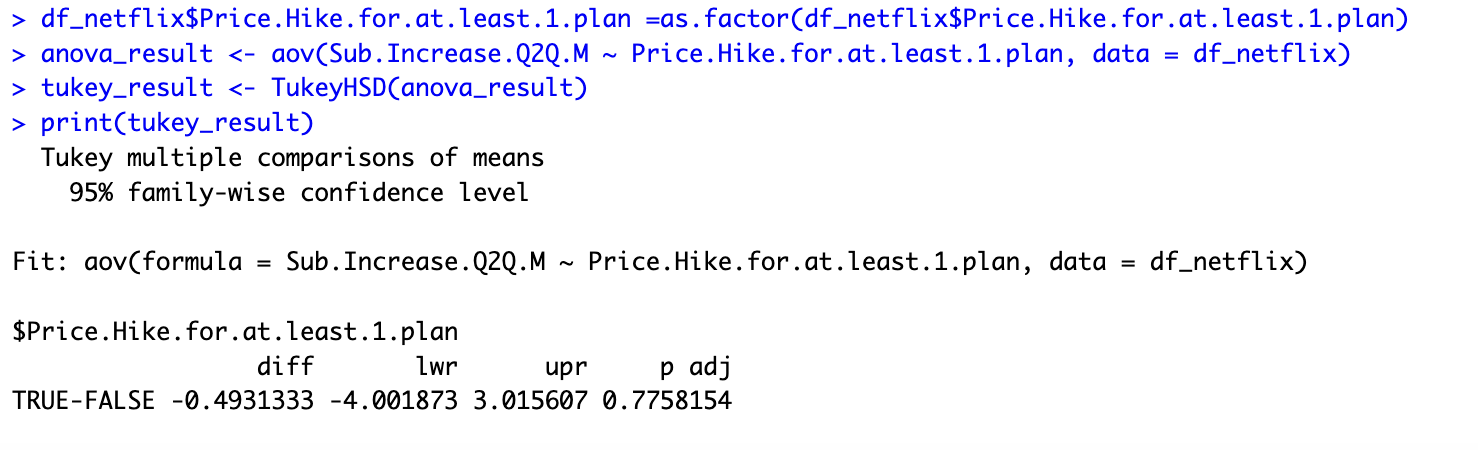 > df_netflix$Price.Hike.for.at.least.1.plan =as.factor(df_netflix$Price.Hike.for.at.least.1.plan)
> anova_result <- aov(Sub.Increase.Q2Q.M ~ Price.Hike.for.at.least.1.plan, data = df_netflix)
> tukey_result <- TukeyHSD(anova_result)
> print(tukey_result)
  Tukey multiple comparisons of means
    95% family-wise confidence level

Fit: aov(formula = Sub.Increase.Q2Q.M ~ Price.Hike.for.at.least.1.plan, data = df_netflix)

$Price.Hike.for.at.least.1.plan
                 diff       lwr      upr     p adj
TRUE-FALSE -0.4931333 -4.001873 3.015607 0.7758154